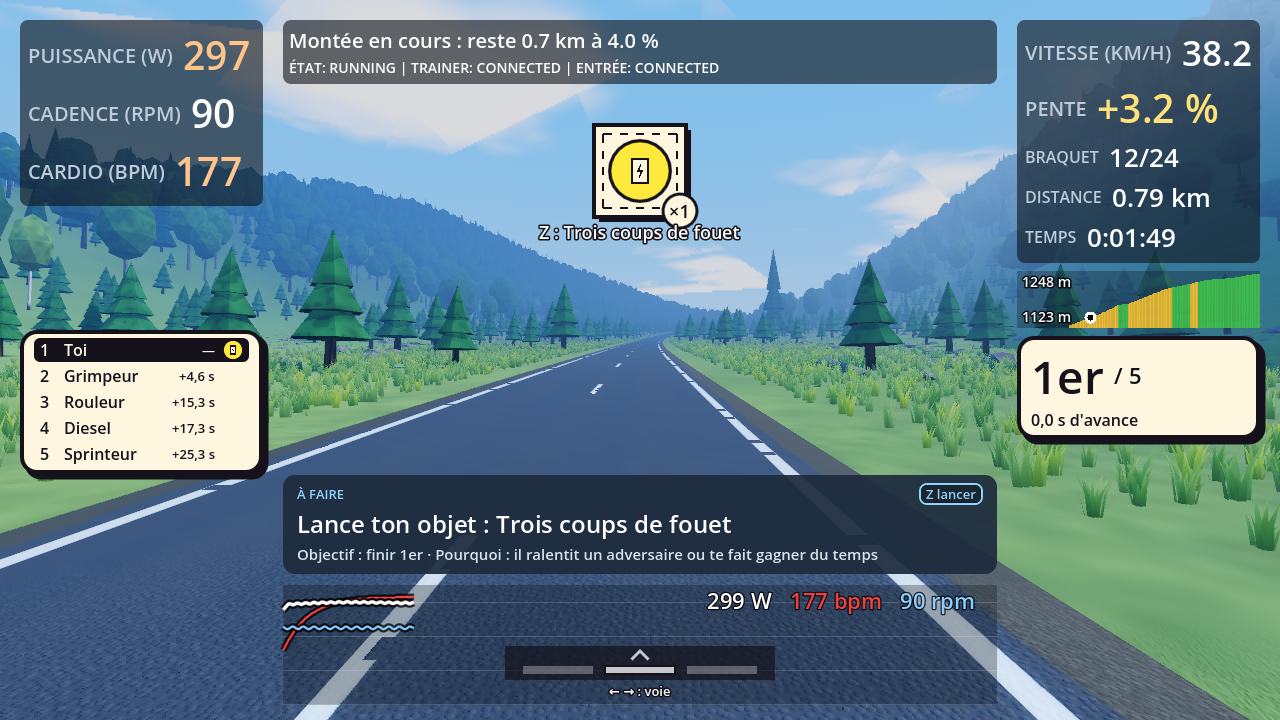 PUISSANCE (W) 297
CADENCE (RPM) 90
CARDIO (BPM) 177
Montée en cours : reste 0.7 km à 4.0 %
ÉTAT: RUNNING | TRAINER: CONNECTED | ENTRÉE: CONNECTED
×1
Z : Trois coups de fouet
VITESSE (KM/H) 38.2
PENTE +3.2 %
BRAQUET 12/24
DISTANCE 0.79 km
TEMPS 0:01:49
1248 m
1123 m
1 Toi —
2 Grimpeur +4,6 s
3 Rouleur +15,3 s
4 Diesel +17,3 s
5 Sprinteur +25,3 s
1er / 5
0,0 s d'avance
À FAIRE
Z lancer
Lance ton objet : Trois coups de fouet
Objectif : finir 1er · Pourquoi : il ralentit un adversaire ou te fait gagner du temps
299 W 177 bpm 90 rpm
← → : voie